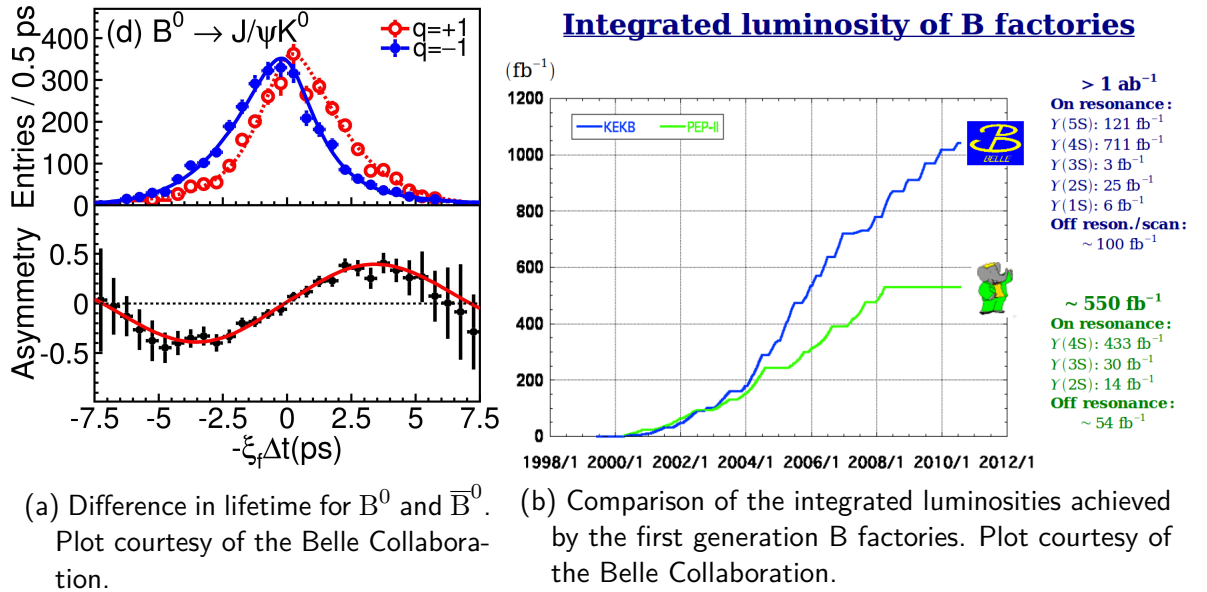 (d) B⁰ → J/ψK⁰
q=+1
q=−1
Entries / 0.5 ps
400
300
200
100
0
Asymmetry
0.5
0
-0.5
-7.5 -5 -2.5 0 2.5 5 7.5
-ξfΔt(ps)
(a) Difference in lifetime for B⁰ and B̅⁰.
Plot courtesy of the Belle Collabora-
tion.
Integrated luminosity of B factories
(fb⁻¹)
1200
1000
800
600
400
200
0
KEKB PEP-II
1998/1 2000/1 2002/1 2004/1 2006/1 2008/1 2010/1 2012/1
B
BELLE
> 1 ab⁻¹
On resonance:
Υ(5S): 121 fb⁻¹
Υ(4S): 711 fb⁻¹
Υ(3S): 3 fb⁻¹
Υ(2S): 25 fb⁻¹
Υ(1S): 6 fb⁻¹
Off reson./scan:
~ 100 fb⁻¹
~ 550 fb⁻¹
On resonance:
Υ(4S): 433 fb⁻¹
Υ(3S): 30 fb⁻¹
Υ(2S): 14 fb⁻¹
Off resonance:
~ 54 fb⁻¹
(b) Comparison of the integrated luminosities achieved
by the first generation B factories. Plot courtesy of
the Belle Collaboration.